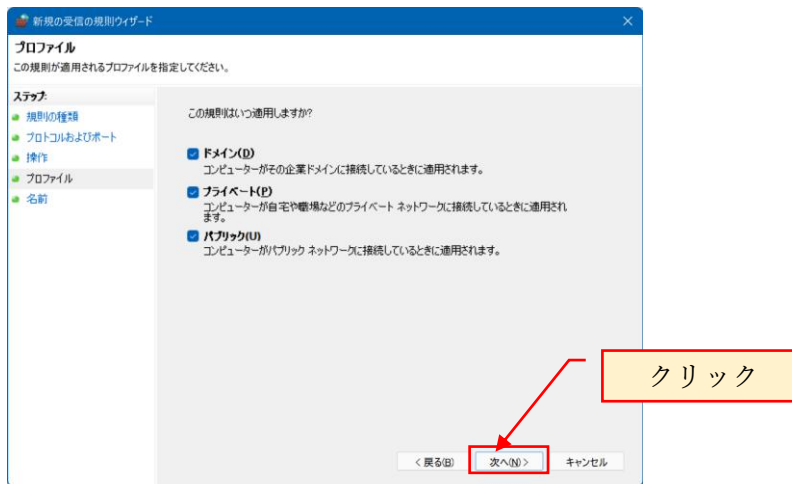 新規の受信の規則ウィザード
プロファイル
この規則が適用されるプロファイルを指定してください。
ステップ:
規則の種類
プロトコルおよびポート
操作
プロファイル
名前
この規則はいつ適用しますか?
ドメイン(D)
コンピューターがその企業ドメインに接続しているときに適用されます。
プライベート(P)
コンピューターが自宅や職場などのプライベート ネットワークに接続しているときに適用され
ます。
パブリック(U)
コンピューターがパブリック ネットワークに接続しているときに適用されます。
クリック
< 戻る(B) 次へ(N) > キャンセル